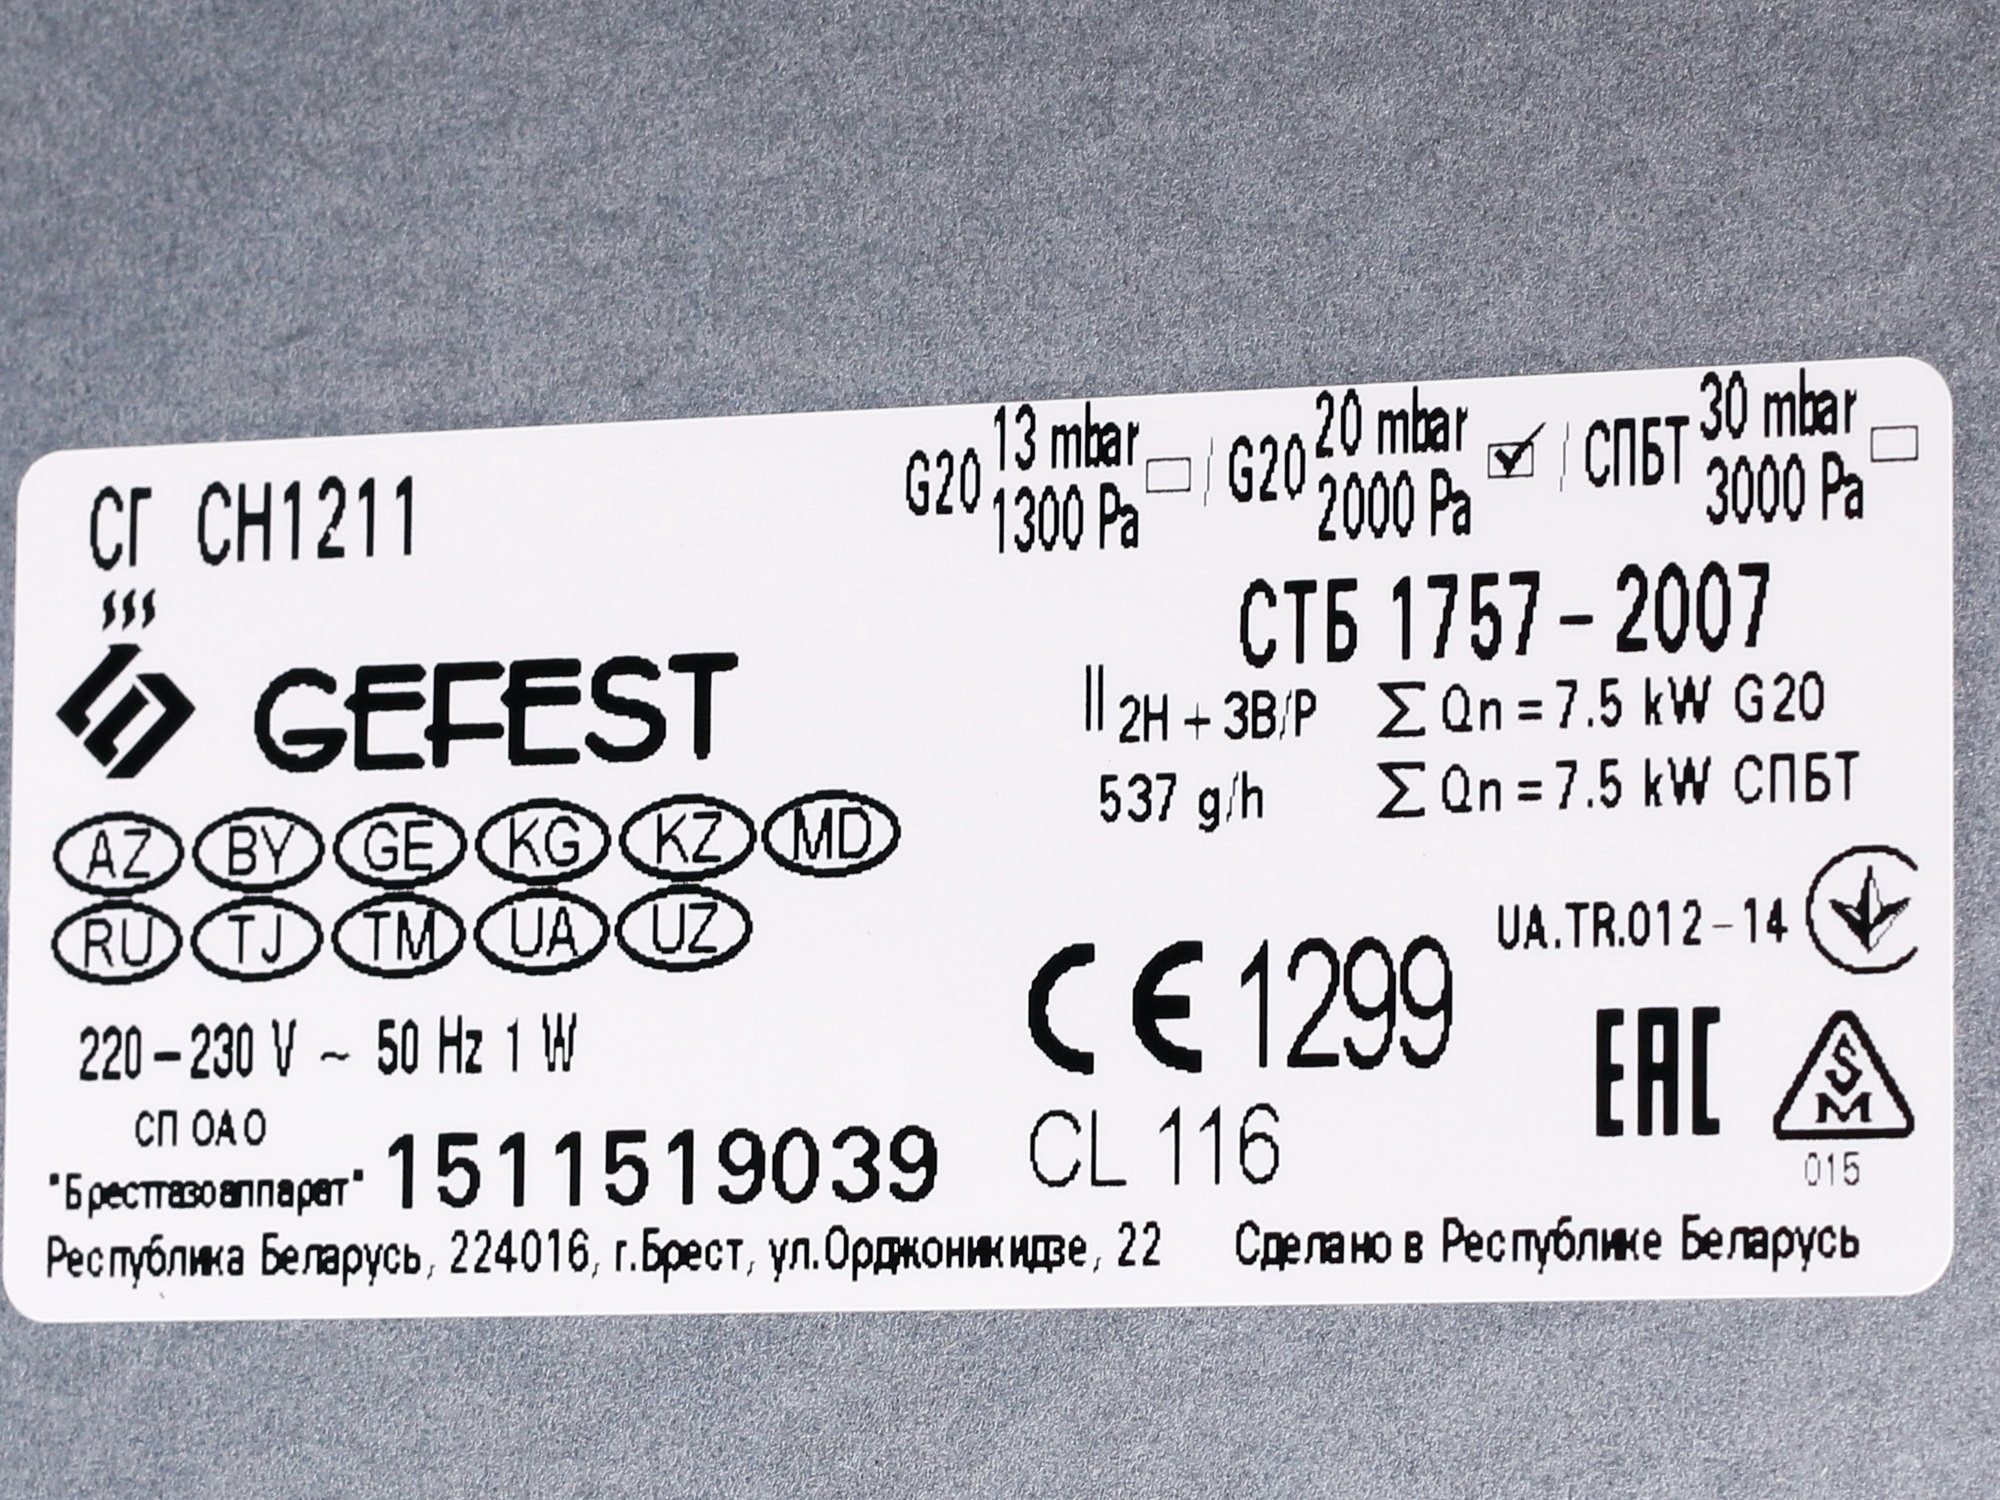 СГ СН1211
G20 13 mbar 1300 Pa / G20 20 mbar 2000 Pa / СПБТ 30 mbar 3000 Pa
СТБ 1757-2007
GEFEST
II 2H + 3B/P Σ Qn = 7.5 kW G20
537 g/h Σ Qn = 7.5 kW СПБТ
AZ BY GE KG KZ MD
RU TJ TM UA UZ
UA.TR.012-14
CE 1299
220-230 V ~ 50 Hz 1 W
EAC
SM
СП ОАО
"Брестгазоаппарат" 1511519039
CL 116
015
Республика Беларусь, 224016, г.Брест, ул.Орджоникидзе, 22 Сделано в Республике Беларусь